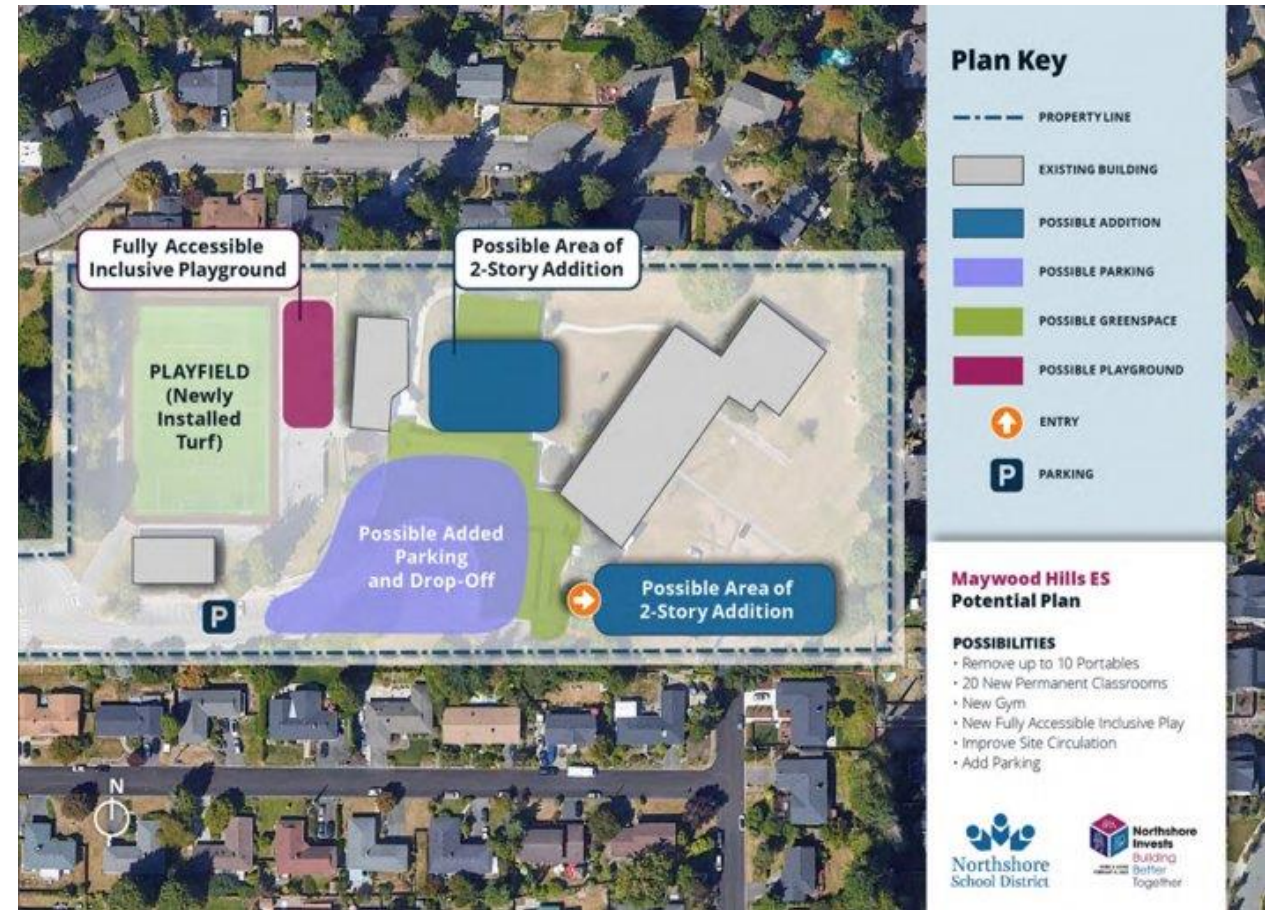 Fully Accessible
Inclusive Playground
Possible Area of
2-Story Addition
PLAYFIELD
(Newly
Installed
Turf)
Possible Added
Parking
and Drop-Off
P
Possible Area of
2-Story Addition
N
Plan Key
PROPERTY LINE
EXISTING BUILDING
POSSIBLE ADDITION
POSSIBLE PARKING
POSSIBLE GREENSPACE
POSSIBLE PLAYGROUND
ENTRY
P PARKING
Maywood Hills ES
Potential Plan
POSSIBILITIES
• Remove up to 10 Portables
• 20 New Permanent Classrooms
• New Gym
• New Fully Accessible Inclusive Play
• Improve Site Circulation
• Add Parking
Northshore
School District
Northshore
Invests
Building
Better
Together